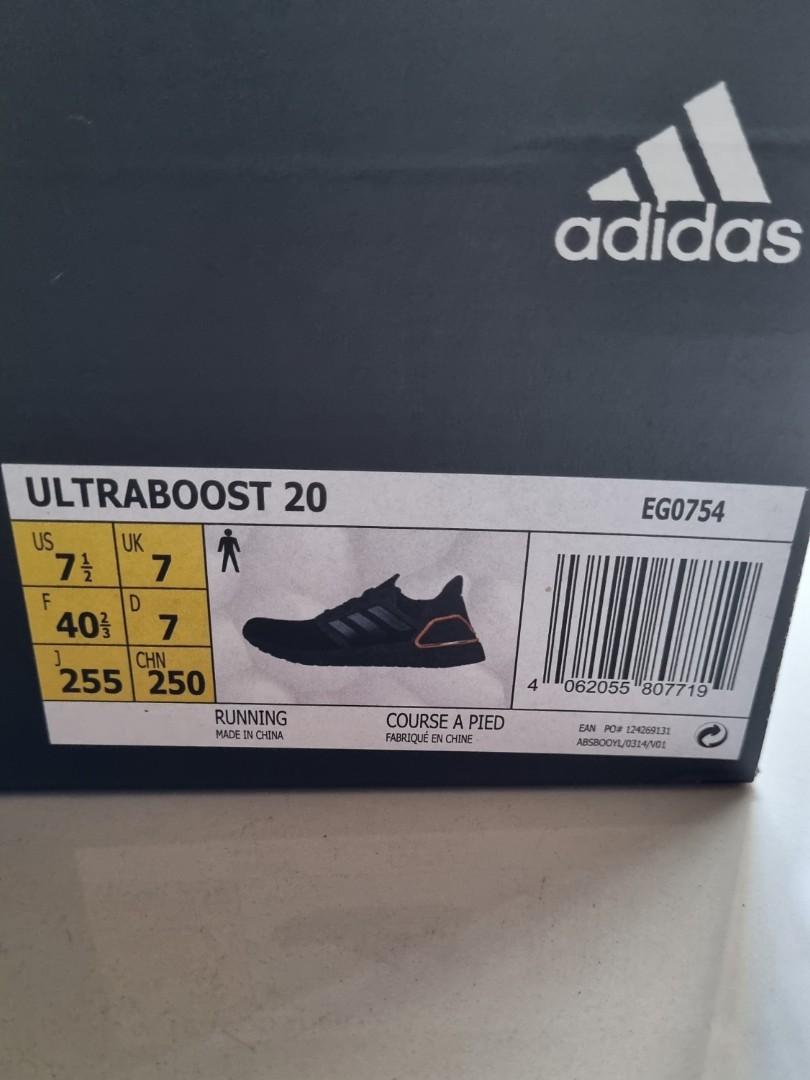 adidas
ULTRABOOST 20
EG0754
US 7½ UK 7
F 40⅔ D 7
J 255 CHN 250
4 062055 807719
RUNNING
MADE IN CHINA
COURSE A PIED
FABRIQUÉ EN CHINE
EAN PO# 124269131
ABSBOOYL/0314/V01